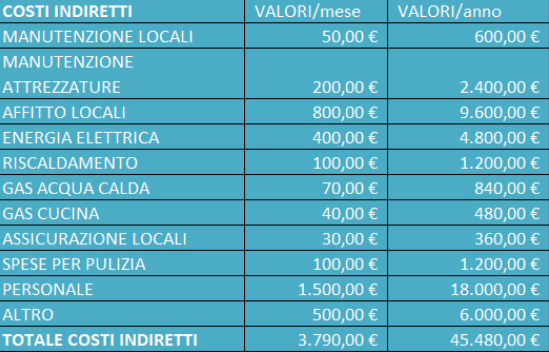 COSTI INDIRETTI VALORI/mese VALORI/anno
MANUTENZIONE LOCALI 50,00 € 600,00 €
MANUTENZIONE
ATTREZZATURE 200,00 € 2.400,00 €
AFFITTO LOCALI 800,00 € 9.600,00 €
ENERGIA ELETTRICA 400,00 € 4.800,00 €
RISCALDAMENTO 100,00 € 1.200,00 €
GAS ACQUA CALDA 70,00 € 840,00 €
GAS CUCINA 40,00 € 480,00 €
ASSICURAZIONE LOCALI 30,00 € 360,00 €
SPESE PER PULIZIA 100,00 € 1.200,00 €
PERSONALE 1.500,00 € 18.000,00 €
ALTRO 500,00 € 6.000,00 €
TOTALE COSTI INDIRETTI 3.790,00 € 45.480,00 €